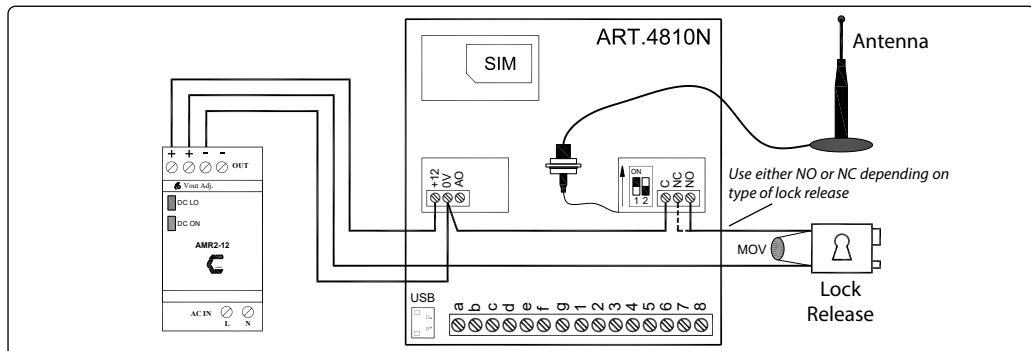 ART.4810N
SIM
Antenna
+ + - -
OUT
Vout Adj.
DC LO
DC ON
AMR2-12
AC IN
L N
+12
0V
AO
ON
1 2
C
NC
NO
Use either NO or NC depending on
type of lock release
MOV
Lock
Release
USB
a b c d e f g 1 2 3 4 5 6 7 8